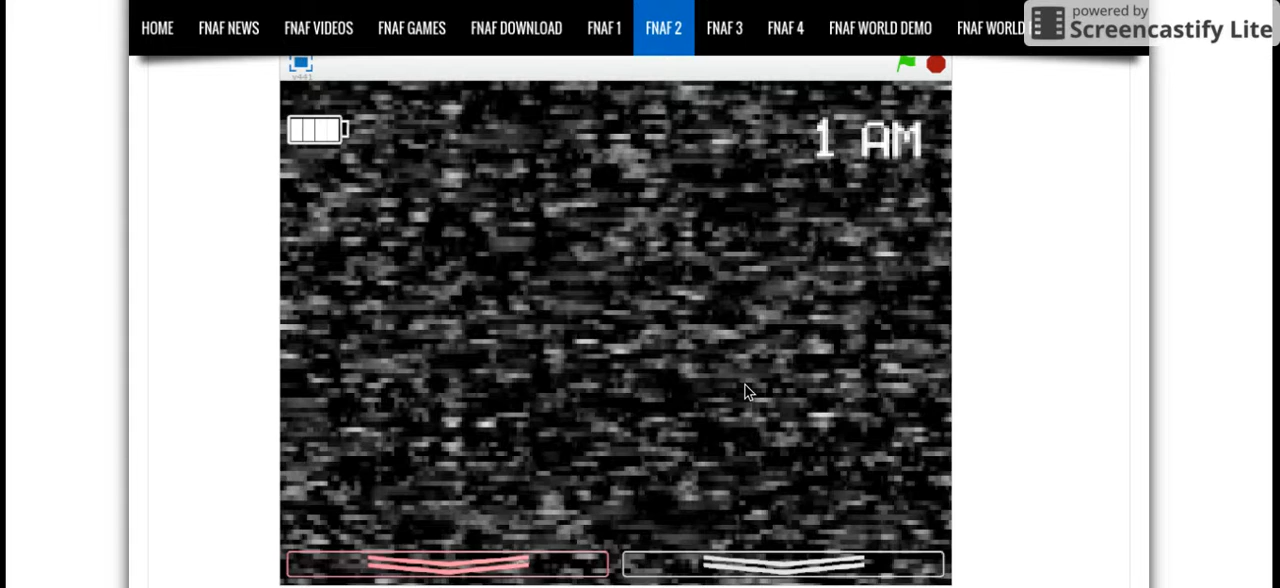 HOME FNAF NEWS FNAF VIDEOS FNAF GAMES FNAF DOWNLOAD FNAF 1 FNAF 2 FNAF 3 FNAF 4 FNAF WORLD DEMO FNAF WORLD
powered by
Screencastify Lite
v441
1 AM